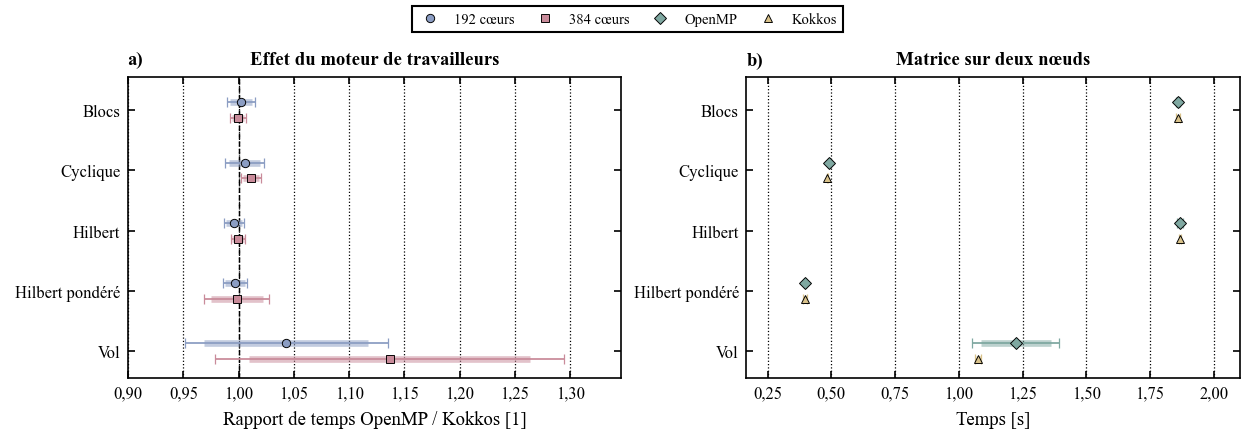 192 cœurs 384 cœurs OpenMP Kokkos
a) Effet du moteur de travailleurs
Blocs
Cyclique
Hilbert
Hilbert pondéré
Vol
0,90 0,95 1,00 1,05 1,10 1,15 1,20 1,25 1,30
Rapport de temps OpenMP / Kokkos [1]
b) Matrice sur deux nœuds
Blocs
Cyclique
Hilbert
Hilbert pondéré
Vol
0,25 0,50 0,75 1,00 1,25 1,50 1,75 2,00
Temps [s]